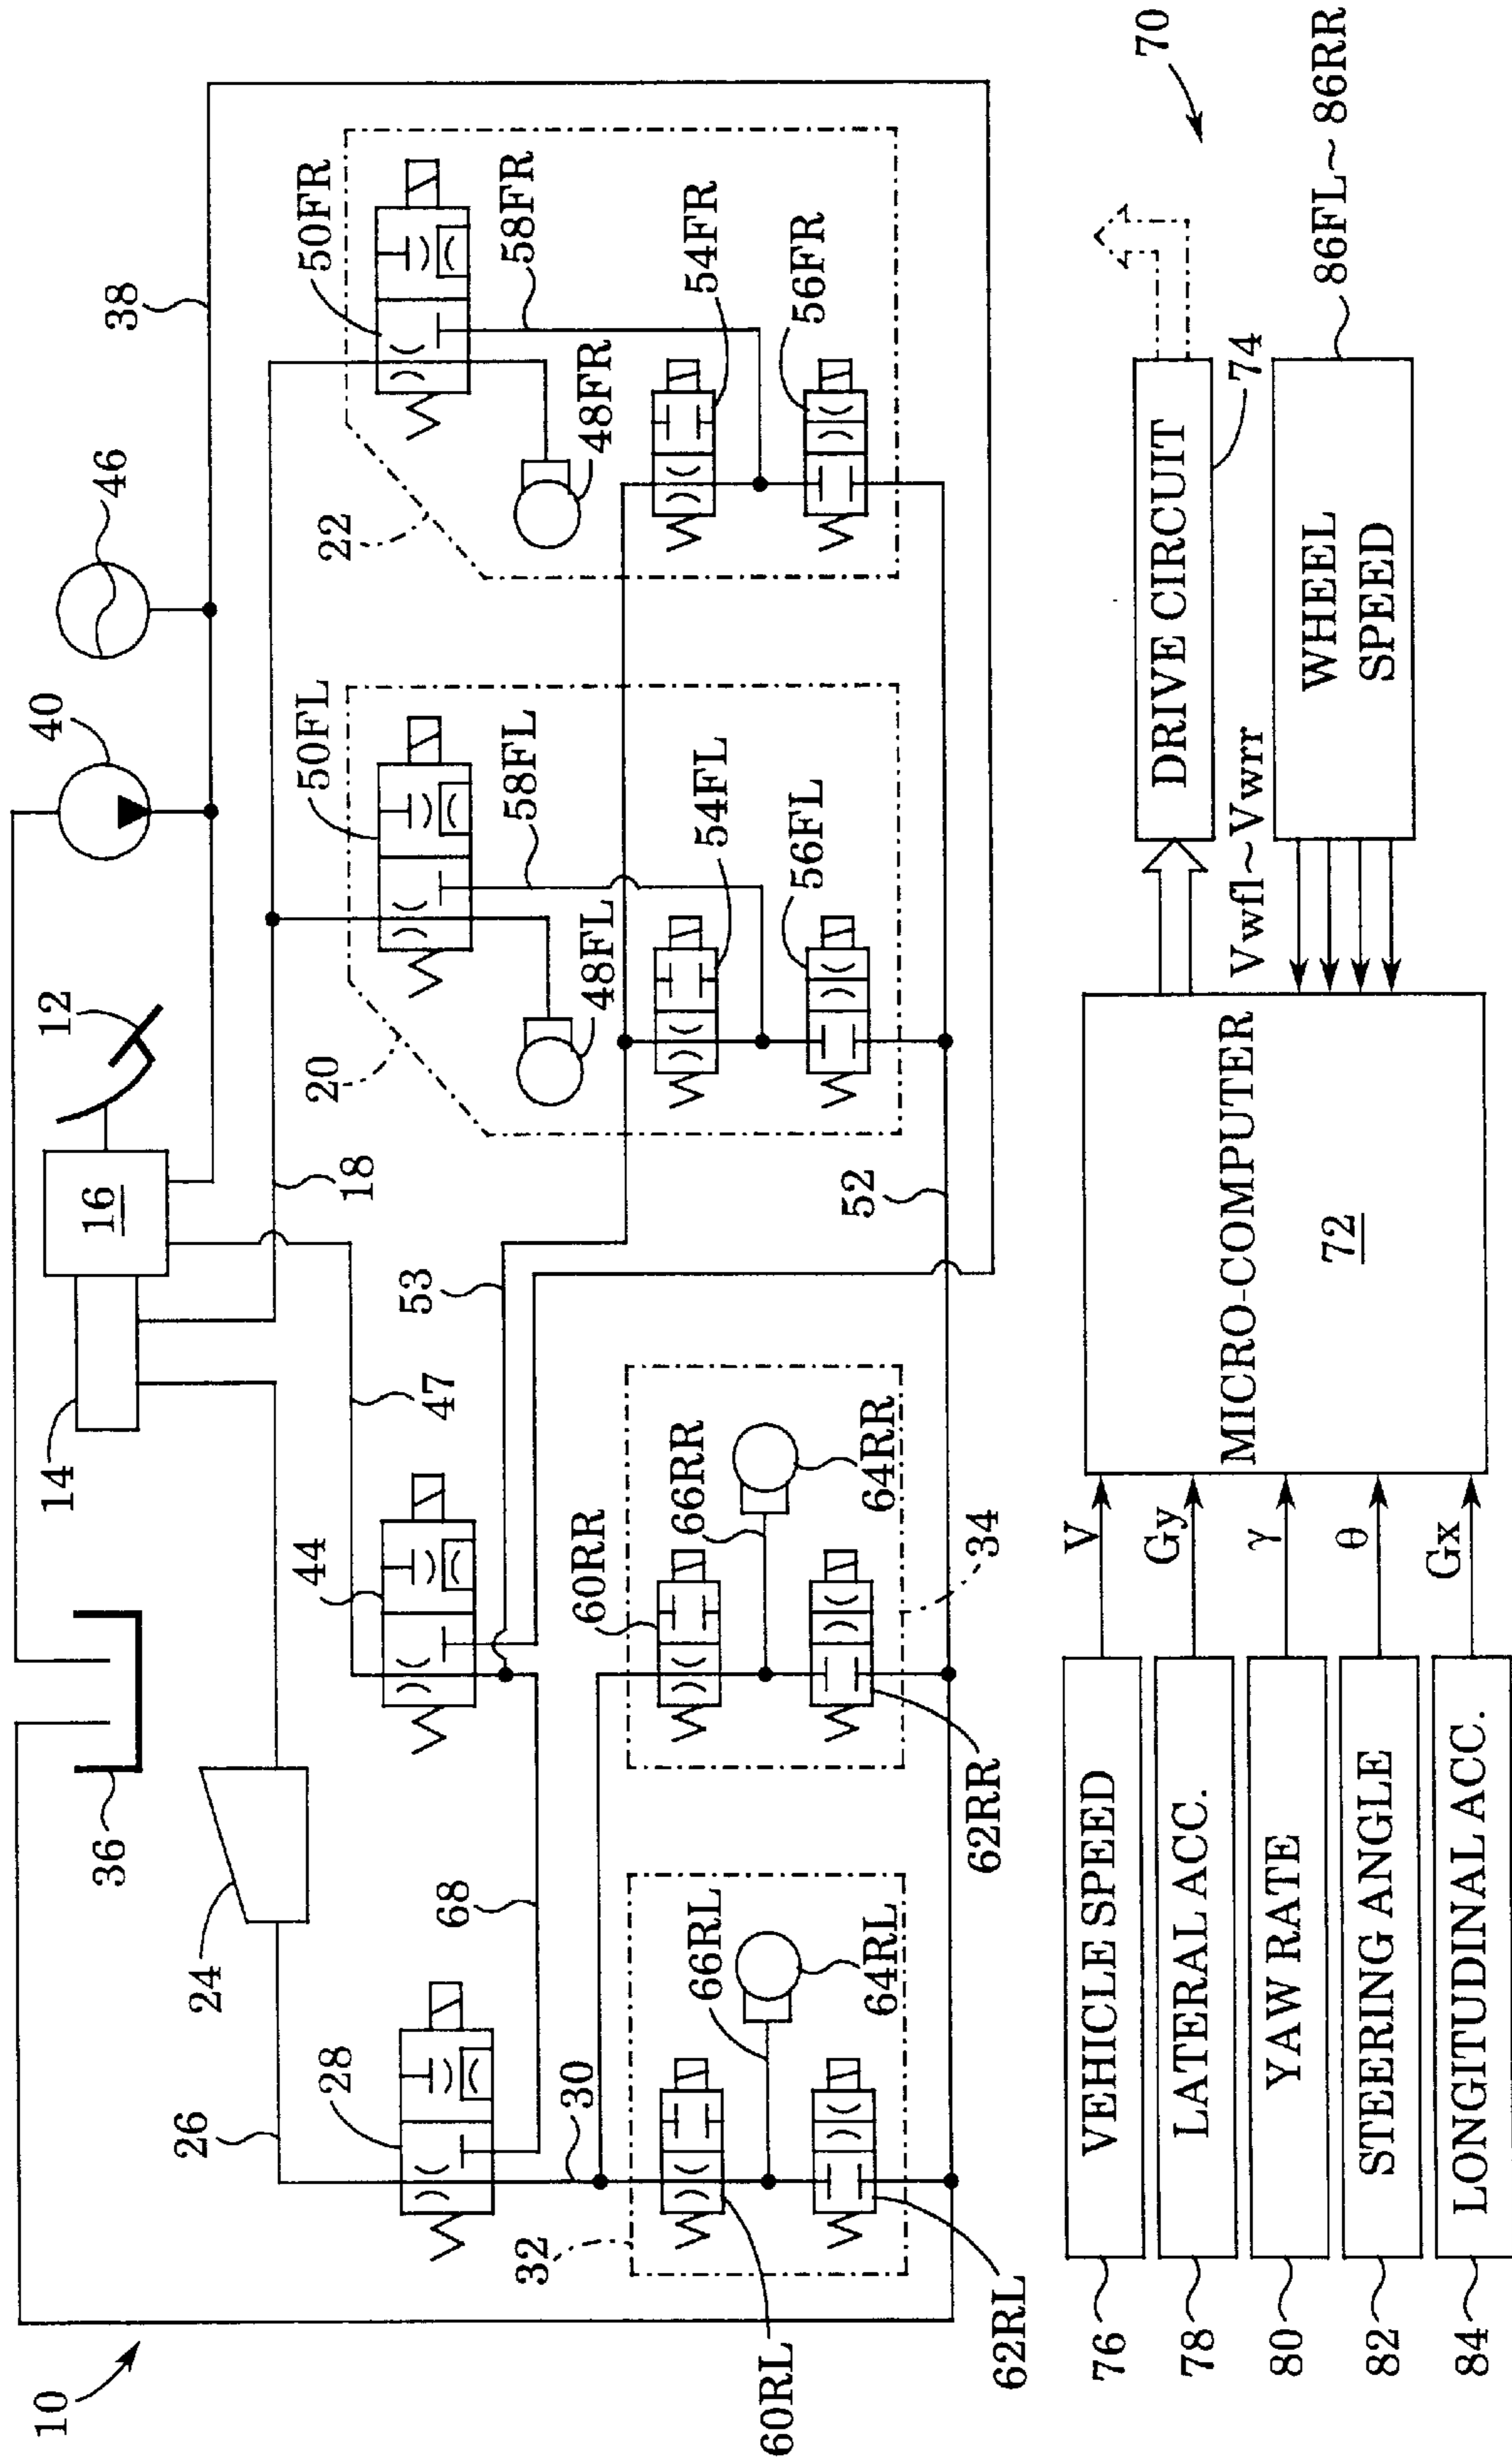 10
36
14
16
12
40
46
38
24
26
28
68
44
47
53
18
20
50FL
58FL
48FL
54FL
56FL
22
50FR
58FR
48FR
54FR
56FR
30
32
60RL
62RL
66RL
64RL
60RR
66RR
64RR
34
62RR
52
70
76
VEHICLE SPEED
V
78
LATERAL ACC.
Gy
80
YAW RATE
γ
82
STEERING ANGLE
θ
84
LONGITUDINAL ACC.
Gx
MICRO-COMPUTER
72
DRIVE CIRCUIT
74
Vwfl~Vwrr
WHEEL
SPEED
86FL~86RR